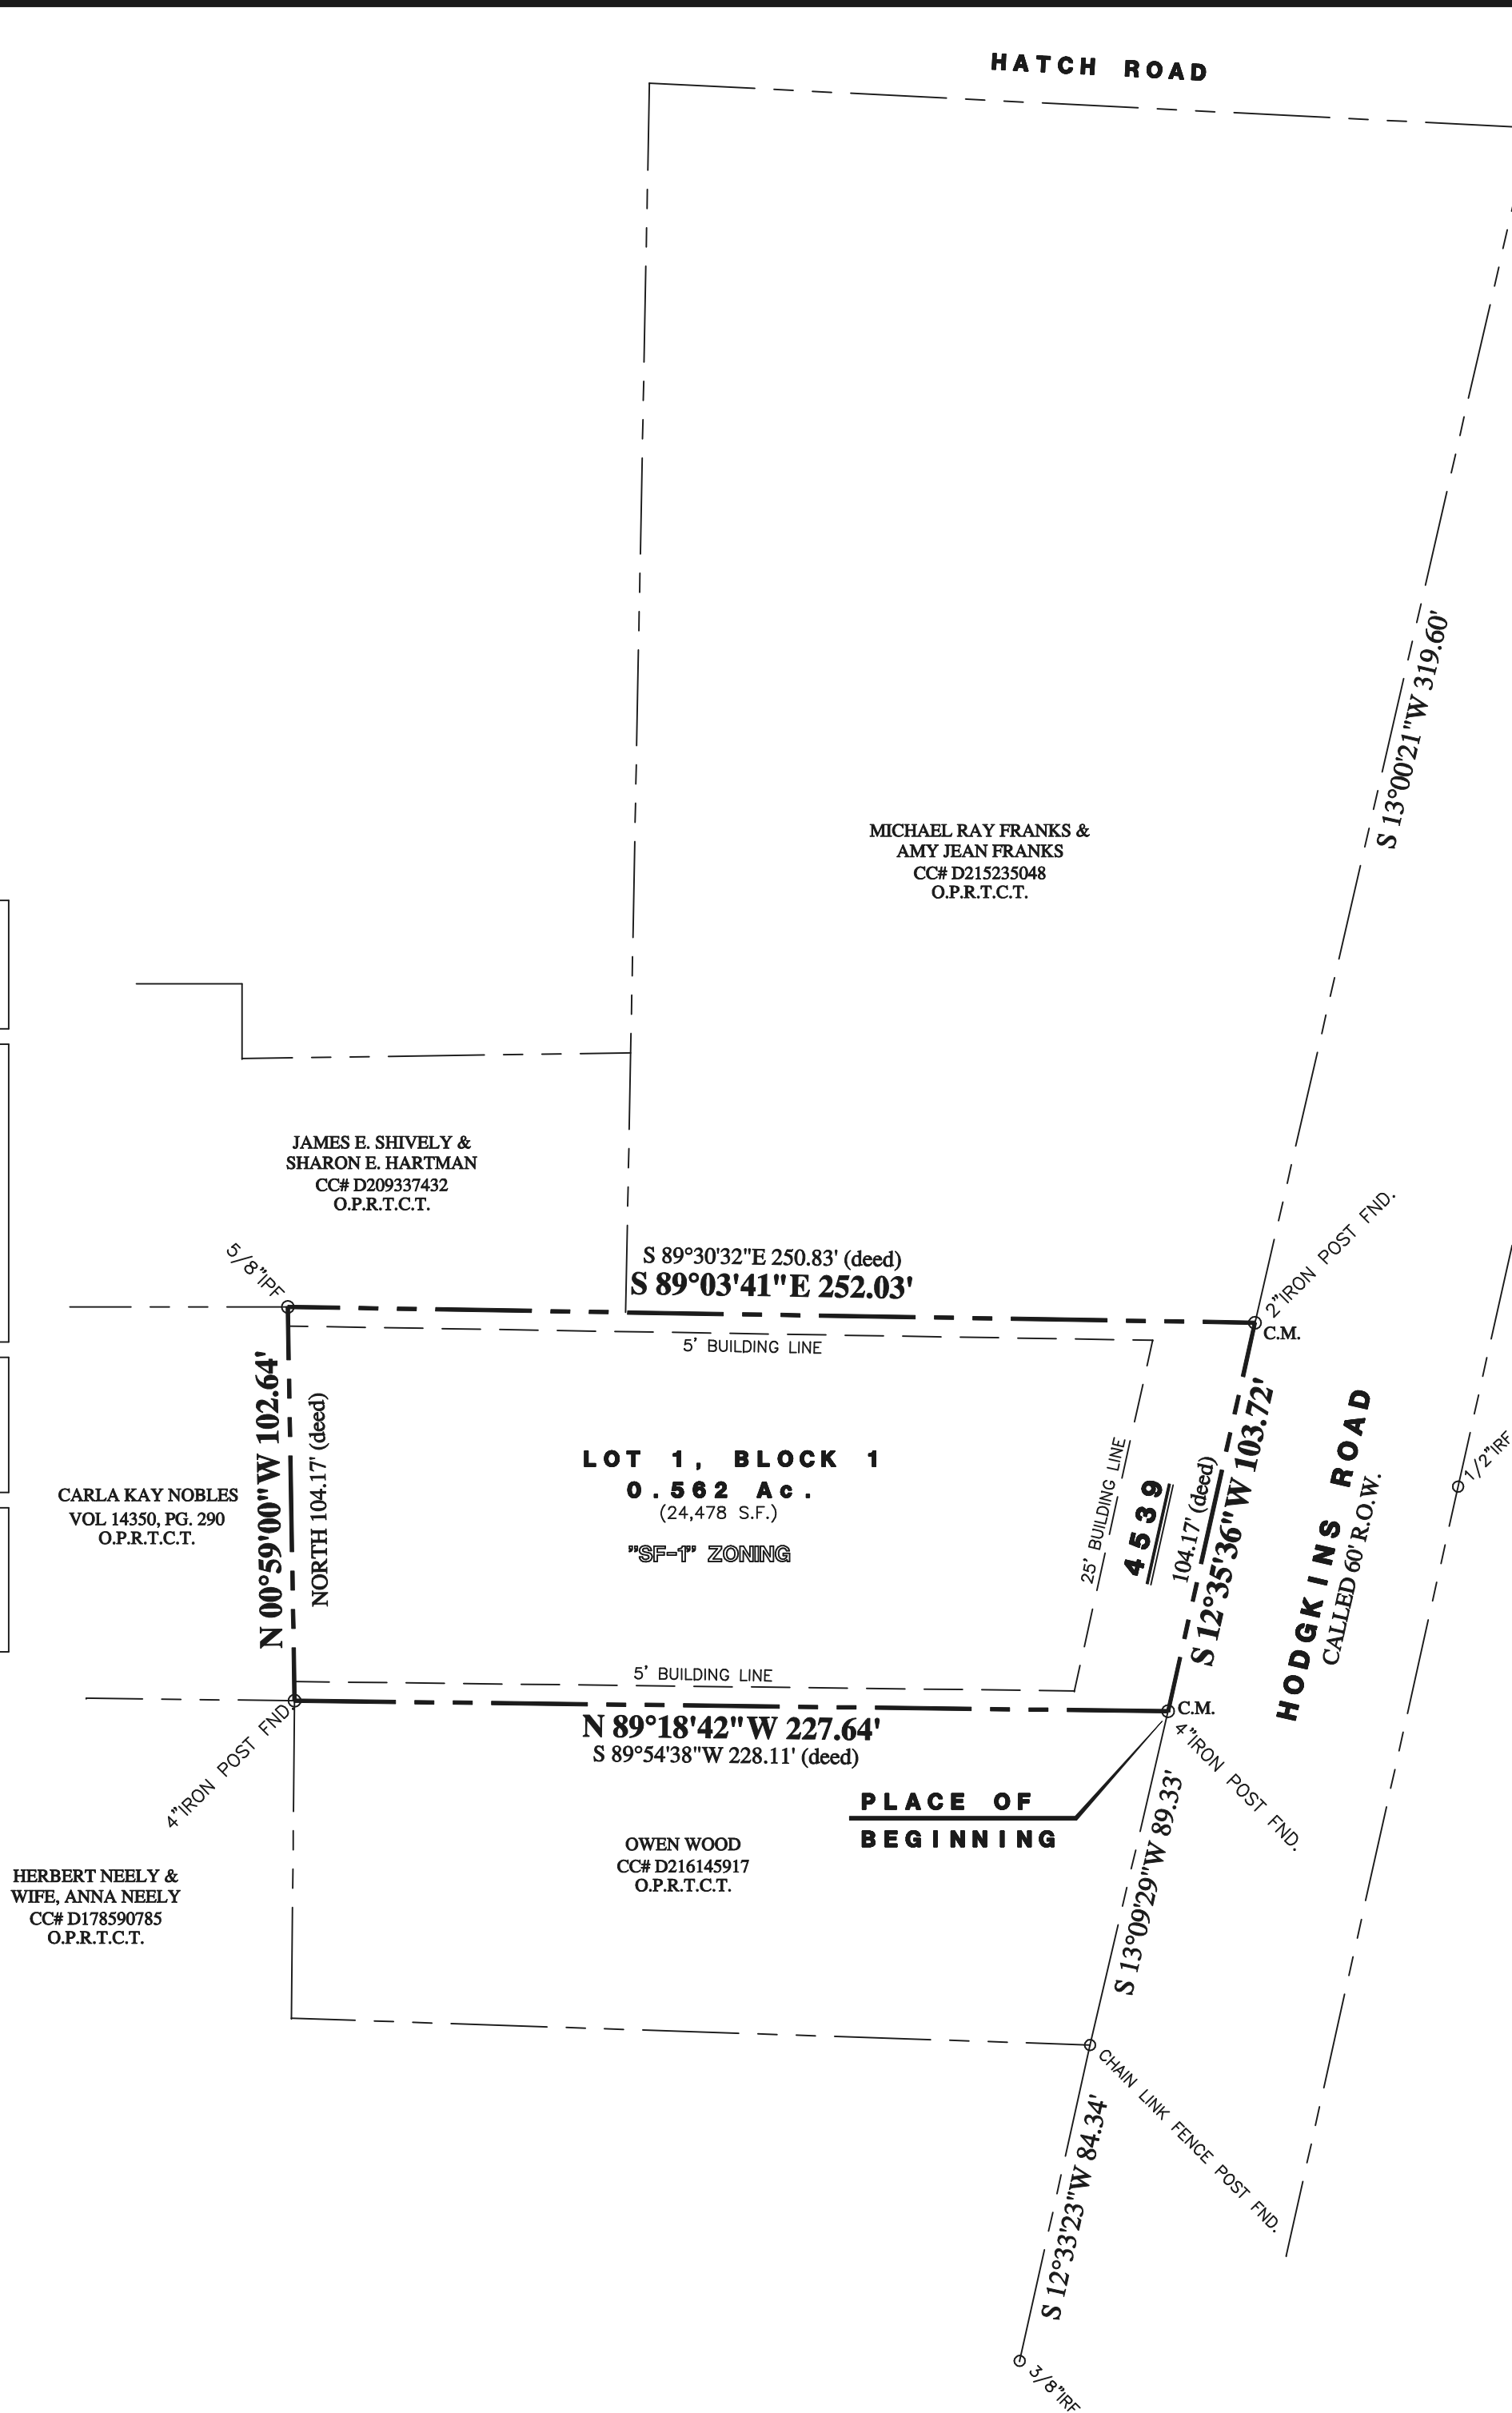 HATCH ROAD
S 13°00'21"W 319.60'
MICHAEL RAY FRANKS &
AMY JEAN FRANKS
CC# D215235048
O.P.R.T.C.T.
JAMES E. SHIVELY &
SHARON E. HARTMAN
CC# D209337432
O.P.R.T.C.T.
5/8"IPF
S 89°30'32"E 250.83' (deed)
S 89°03'41"E 252.03'
2"IRON POST FND.
C.M.
5' BUILDING LINE
N 00°59'00"W 102.64'
NORTH 104.17' (deed)
CARLA KAY NOBLES
VOL 14350, PG. 290
O.P.R.T.C.T.
LOT 1, BLOCK 1
0.562 Ac.
(24,478 S.F.)
"SF-1" ZONING
25' BUILDING LINE
4539
104.17' (deed)
S 12°35'36"W 103.72'
HODGKINS ROAD
CALLED 60' R.O.W.
1/2"IRF
5' BUILDING LINE
N 89°18'42"W 227.64'
S 89°54'38"W 228.11' (deed)
C.M.
4"IRON POST FND.
4"IRON POST FND.
PLACE OF
BEGINNING
S 13°09'29"W 89.33'
OWEN WOOD
CC# D216145917
O.P.R.T.C.T.
HERBERT NEELY &
WIFE, ANNA NEELY
CC# D178590785
O.P.R.T.C.T.
CHAIN LINK FENCE POST FND.
S 12°33'23"W 84.34'
3/8"IRF